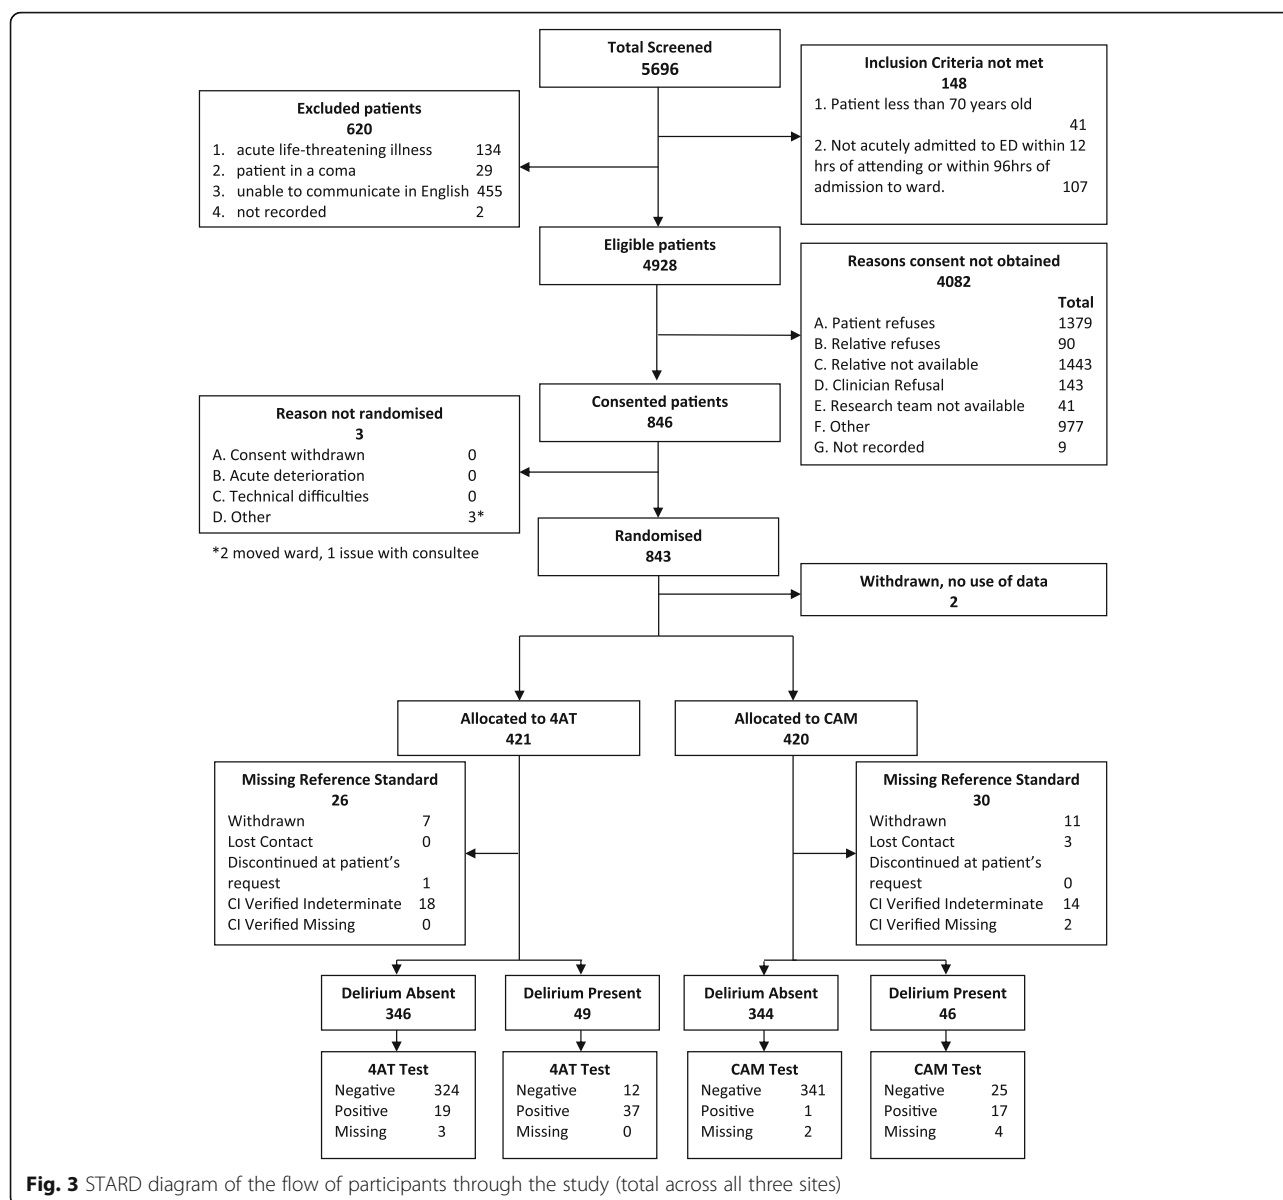 Total Screened
5696
Inclusion Criteria not met
148
1. Patient less than 70 years old
41
2. Not acutely admitted to ED within 12
hrs of attending or within 96hrs of
admission to ward. 107
Excluded patients
620
1. acute life-threatening illness 134
2. patient in a coma 29
3. unable to communicate in English 455
4. not recorded 2
Eligible patients
4928
Reasons consent not obtained
4082
Total
A. Patient refuses 1379
B. Relative refuses 90
C. Relative not available 1443
D. Clinician Refusal 143
E. Research team not available 41
F. Other 977
G. Not recorded 9
Consented patients
846
Reason not randomised
3
A. Consent withdrawn 0
B. Acute deterioration 0
C. Technical difficulties 0
D. Other 3*
*2 moved ward, 1 issue with consultee
Randomised
843
Withdrawn, no use of data
2
Allocated to 4AT
421
Allocated to CAM
420
Missing Reference Standard
26
Withdrawn 7
Lost Contact 0
Discontinued at patient's
request 1
CI Verified Indeterminate 18
CI Verified Missing 0
Missing Reference Standard
30
Withdrawn 11
Lost Contact 3
Discontinued at patient's
request 0
CI Verified Indeterminate 14
CI Verified Missing 2
Delirium Absent
346
Delirium Present
49
Delirium Absent
344
Delirium Present
46
4AT Test
Negative 324
Positive 19
Missing 3
4AT Test
Negative 12
Positive 37
Missing 0
CAM Test
Negative 341
Positive 1
Missing 2
CAM Test
Negative 25
Positive 17
Missing 4
Fig. 3 STARD diagram of the flow of participants through the study (total across all three sites)